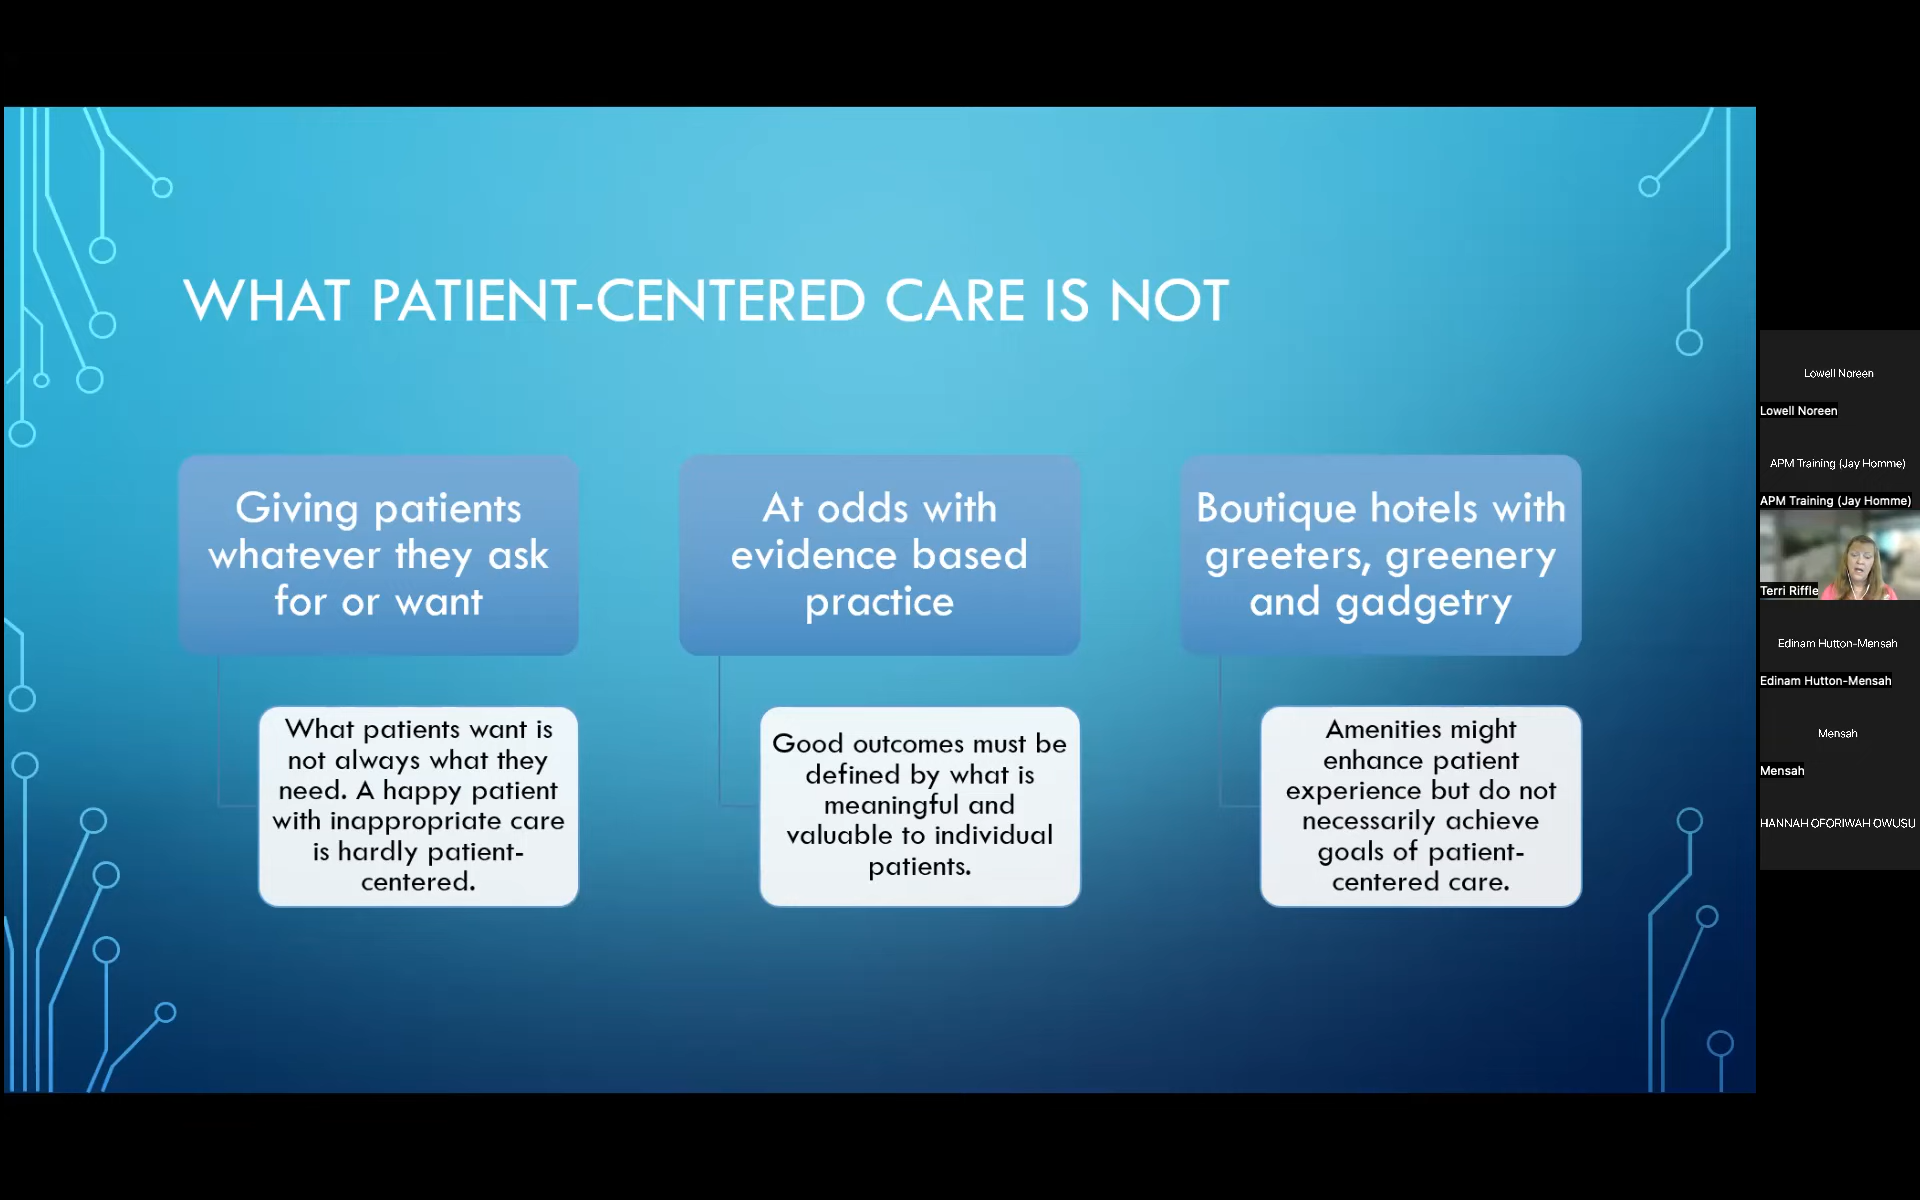 WHAT PATIENT-CENTERED CARE IS NOT
Giving patients
whatever they ask
for or want
What patients want is
not always what they
need. A happy patient
with inappropriate care
is hardly patient-
centered.
At odds with
evidence based
practice
Good outcomes must be
defined by what is
meaningful and
valuable to individual
patients.
Boutique hotels with
greeters, greenery
and gadgetry
Amenities might
enhance patient
experience but do not
necessarily achieve
goals of patient-
centered care.
Lowell Noreen
Lowell Noreen
APM Training (Jay Homme)
APM Training (Jay Homme)
Terri Riffle
Edinam Hutton-Mensah
Edinam Hutton-Mensah
Mensah
Mensah
HANNAH OFORIWAH OWUSU